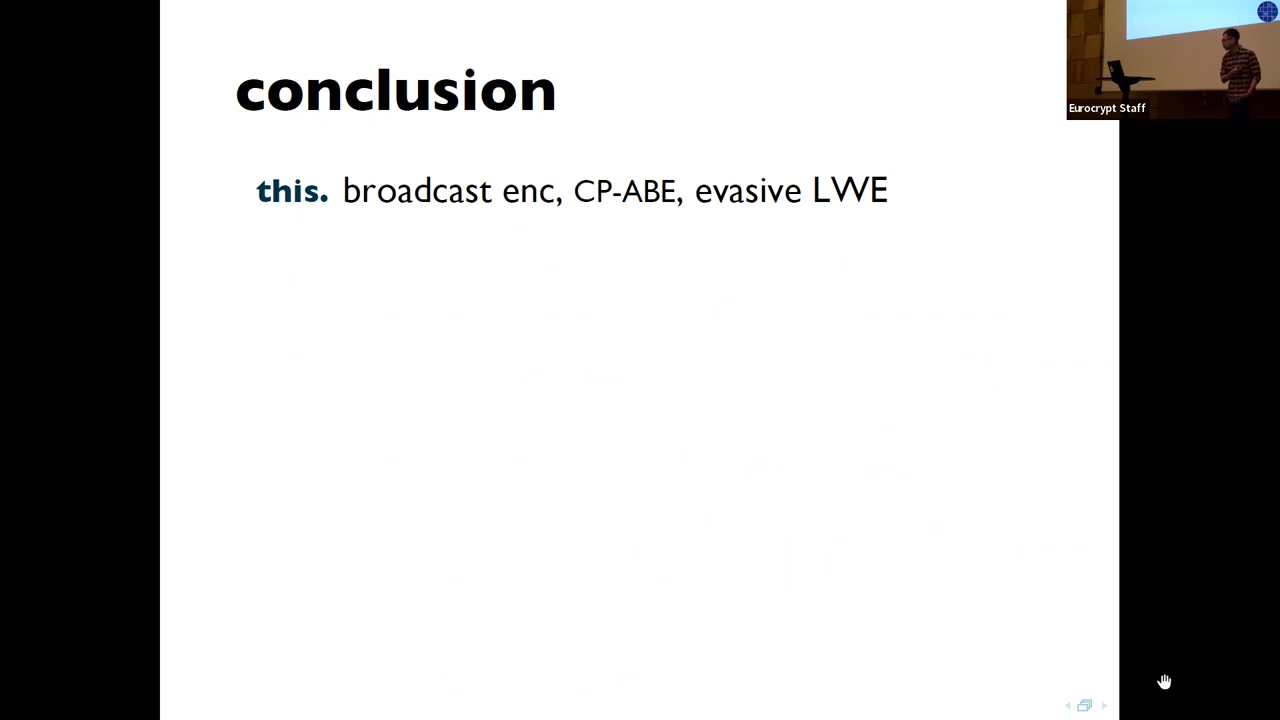 conclusion
this. broadcast enc, CP-ABE, evasive LWE
Eurocrypt Staff